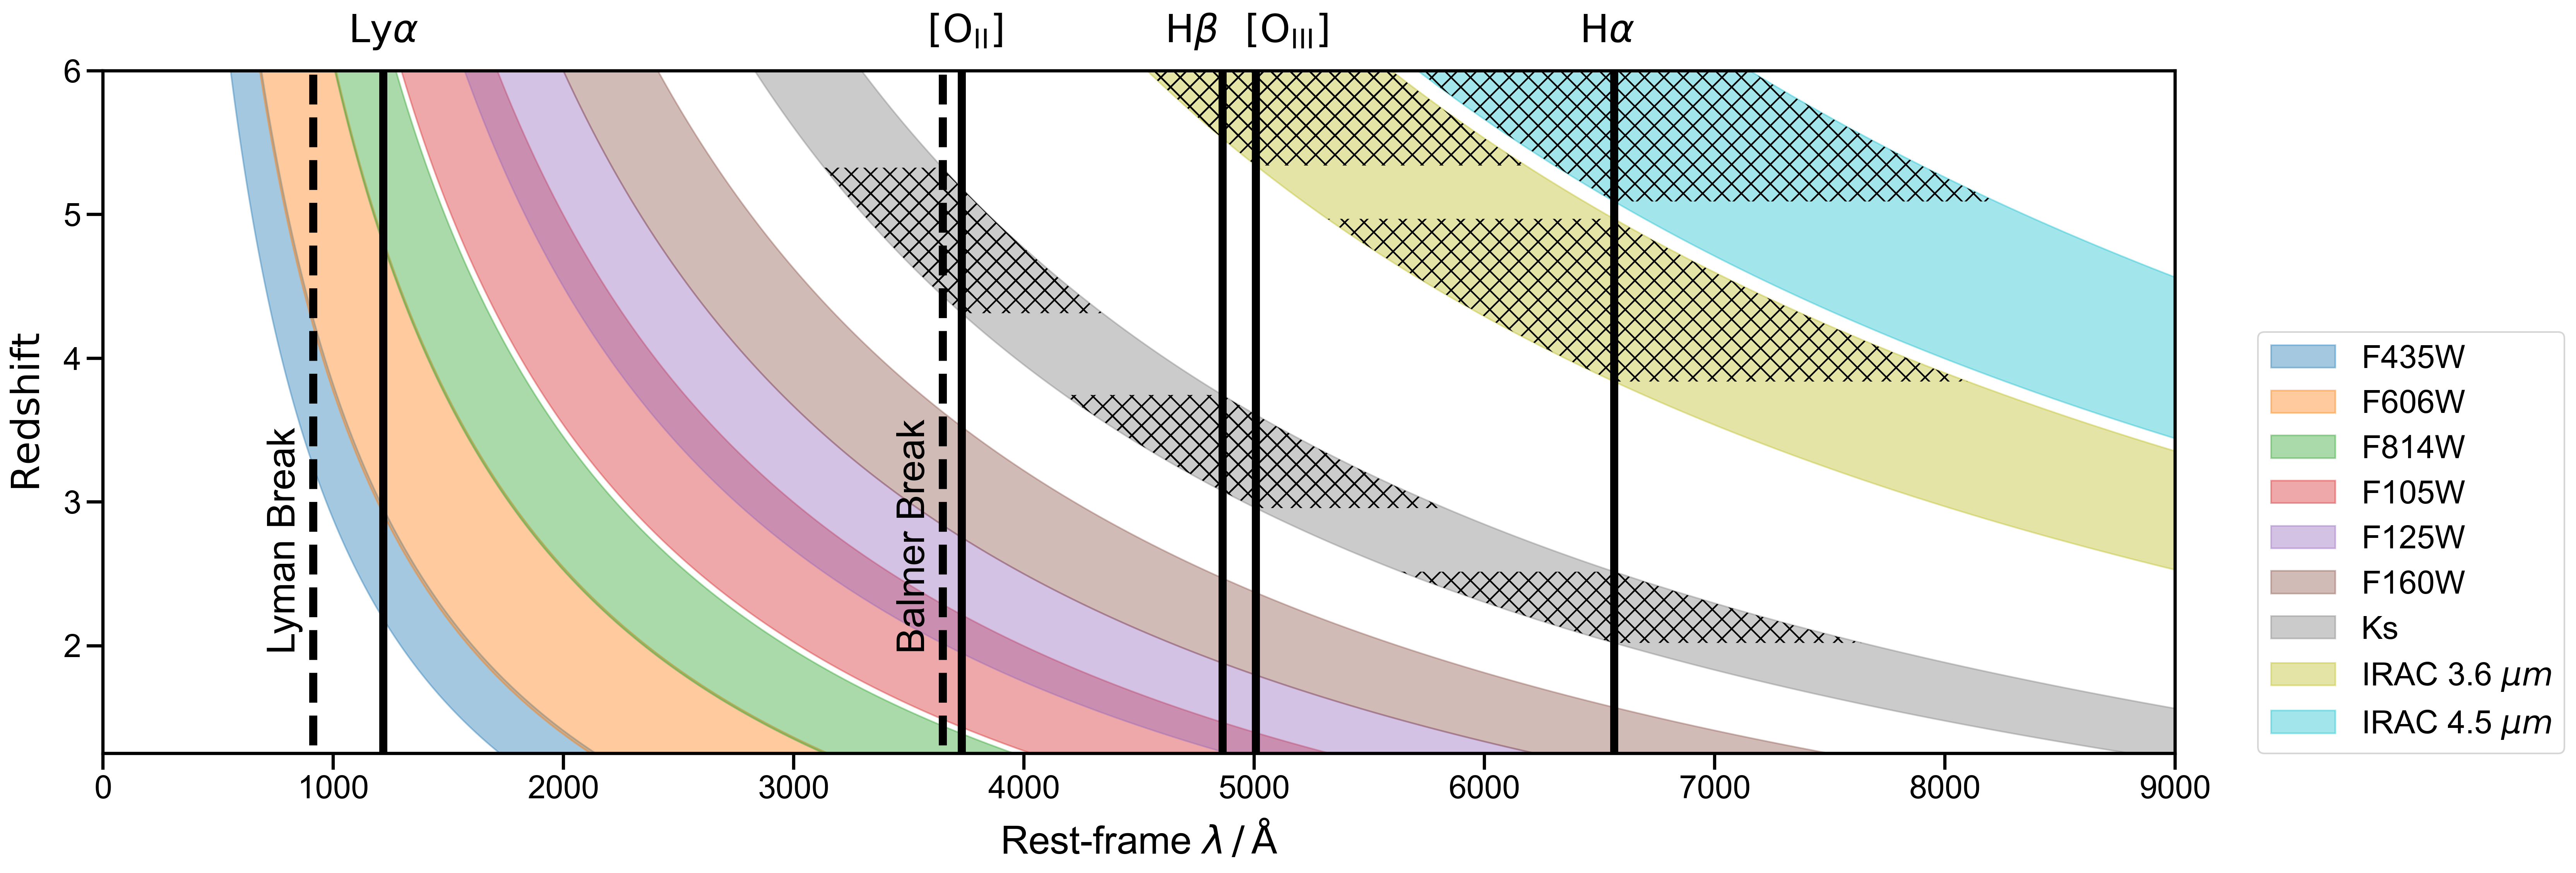 Lyα [OII] Hβ [OIII] Hα
6
5
4
3
2
Redshift
Lyman Break
Balmer Break
0 1000 2000 3000 4000 5000 6000 7000 8000 9000
Rest-frame λ / Å
F435W
F606W
F814W
F105W
F125W
F160W
Ks
IRAC 3.6 μm
IRAC 4.5 μm